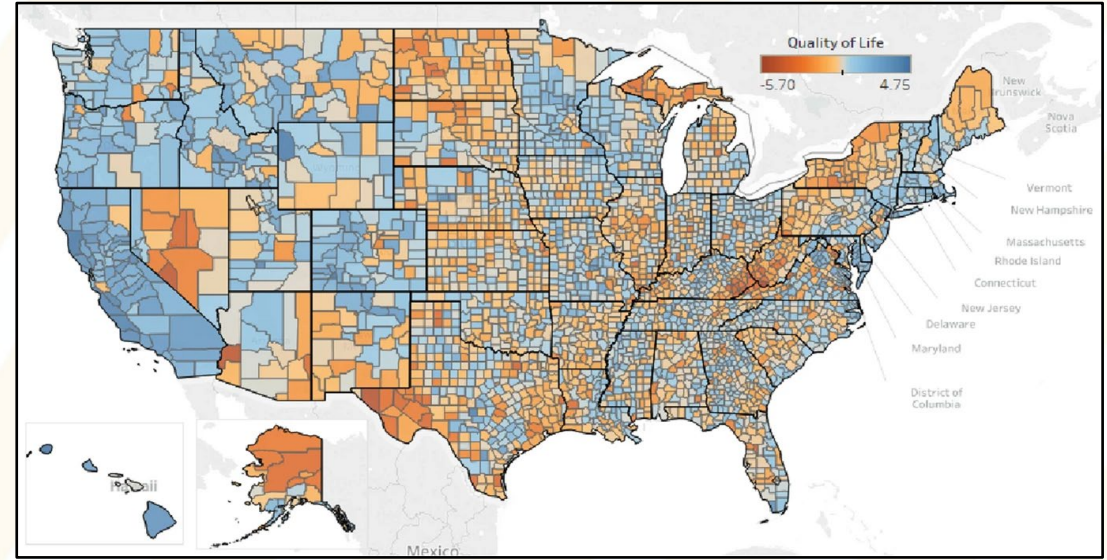 Quality of Life
-5.70 4.75
New
Brunswick
Nova
Scotia
Vermont
New Hampshire
Massachusetts
Rhode Island
Connecticut
New Jersey
Delaware
Maryland
District of
Columbia
Hawaii
Mexico